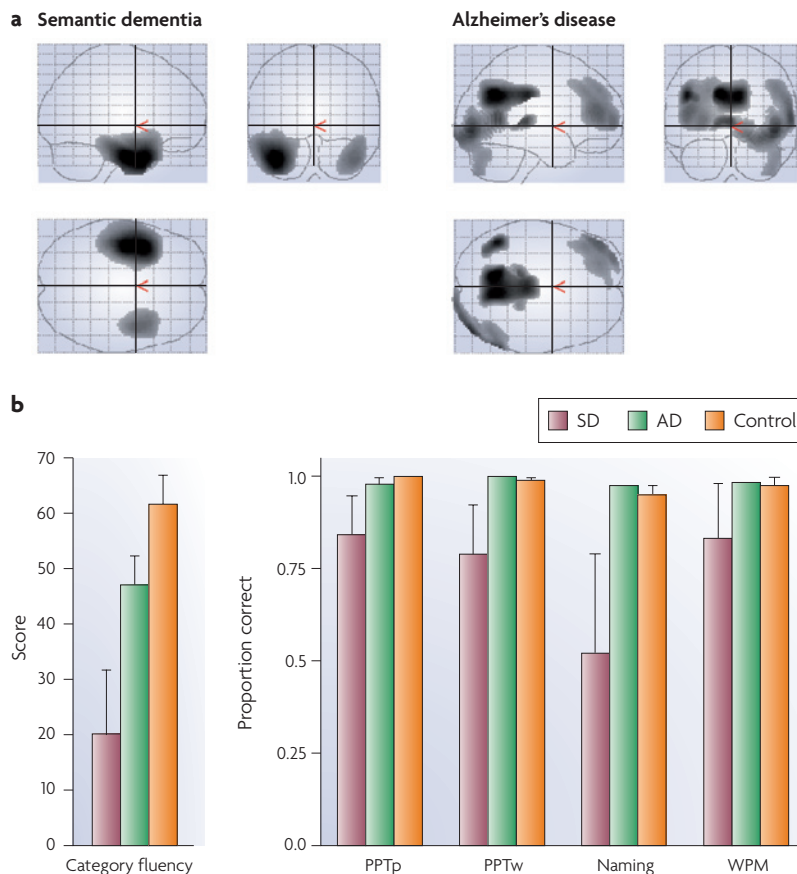 a Semantic dementia Alzheimer's disease
b
SD AD Control
70
60
50
40
30
20
10
0
Score
Category fluency
1.0
0.75
0.5
0.25
0.0
Proportion correct
PPTp PPTw Naming WPM